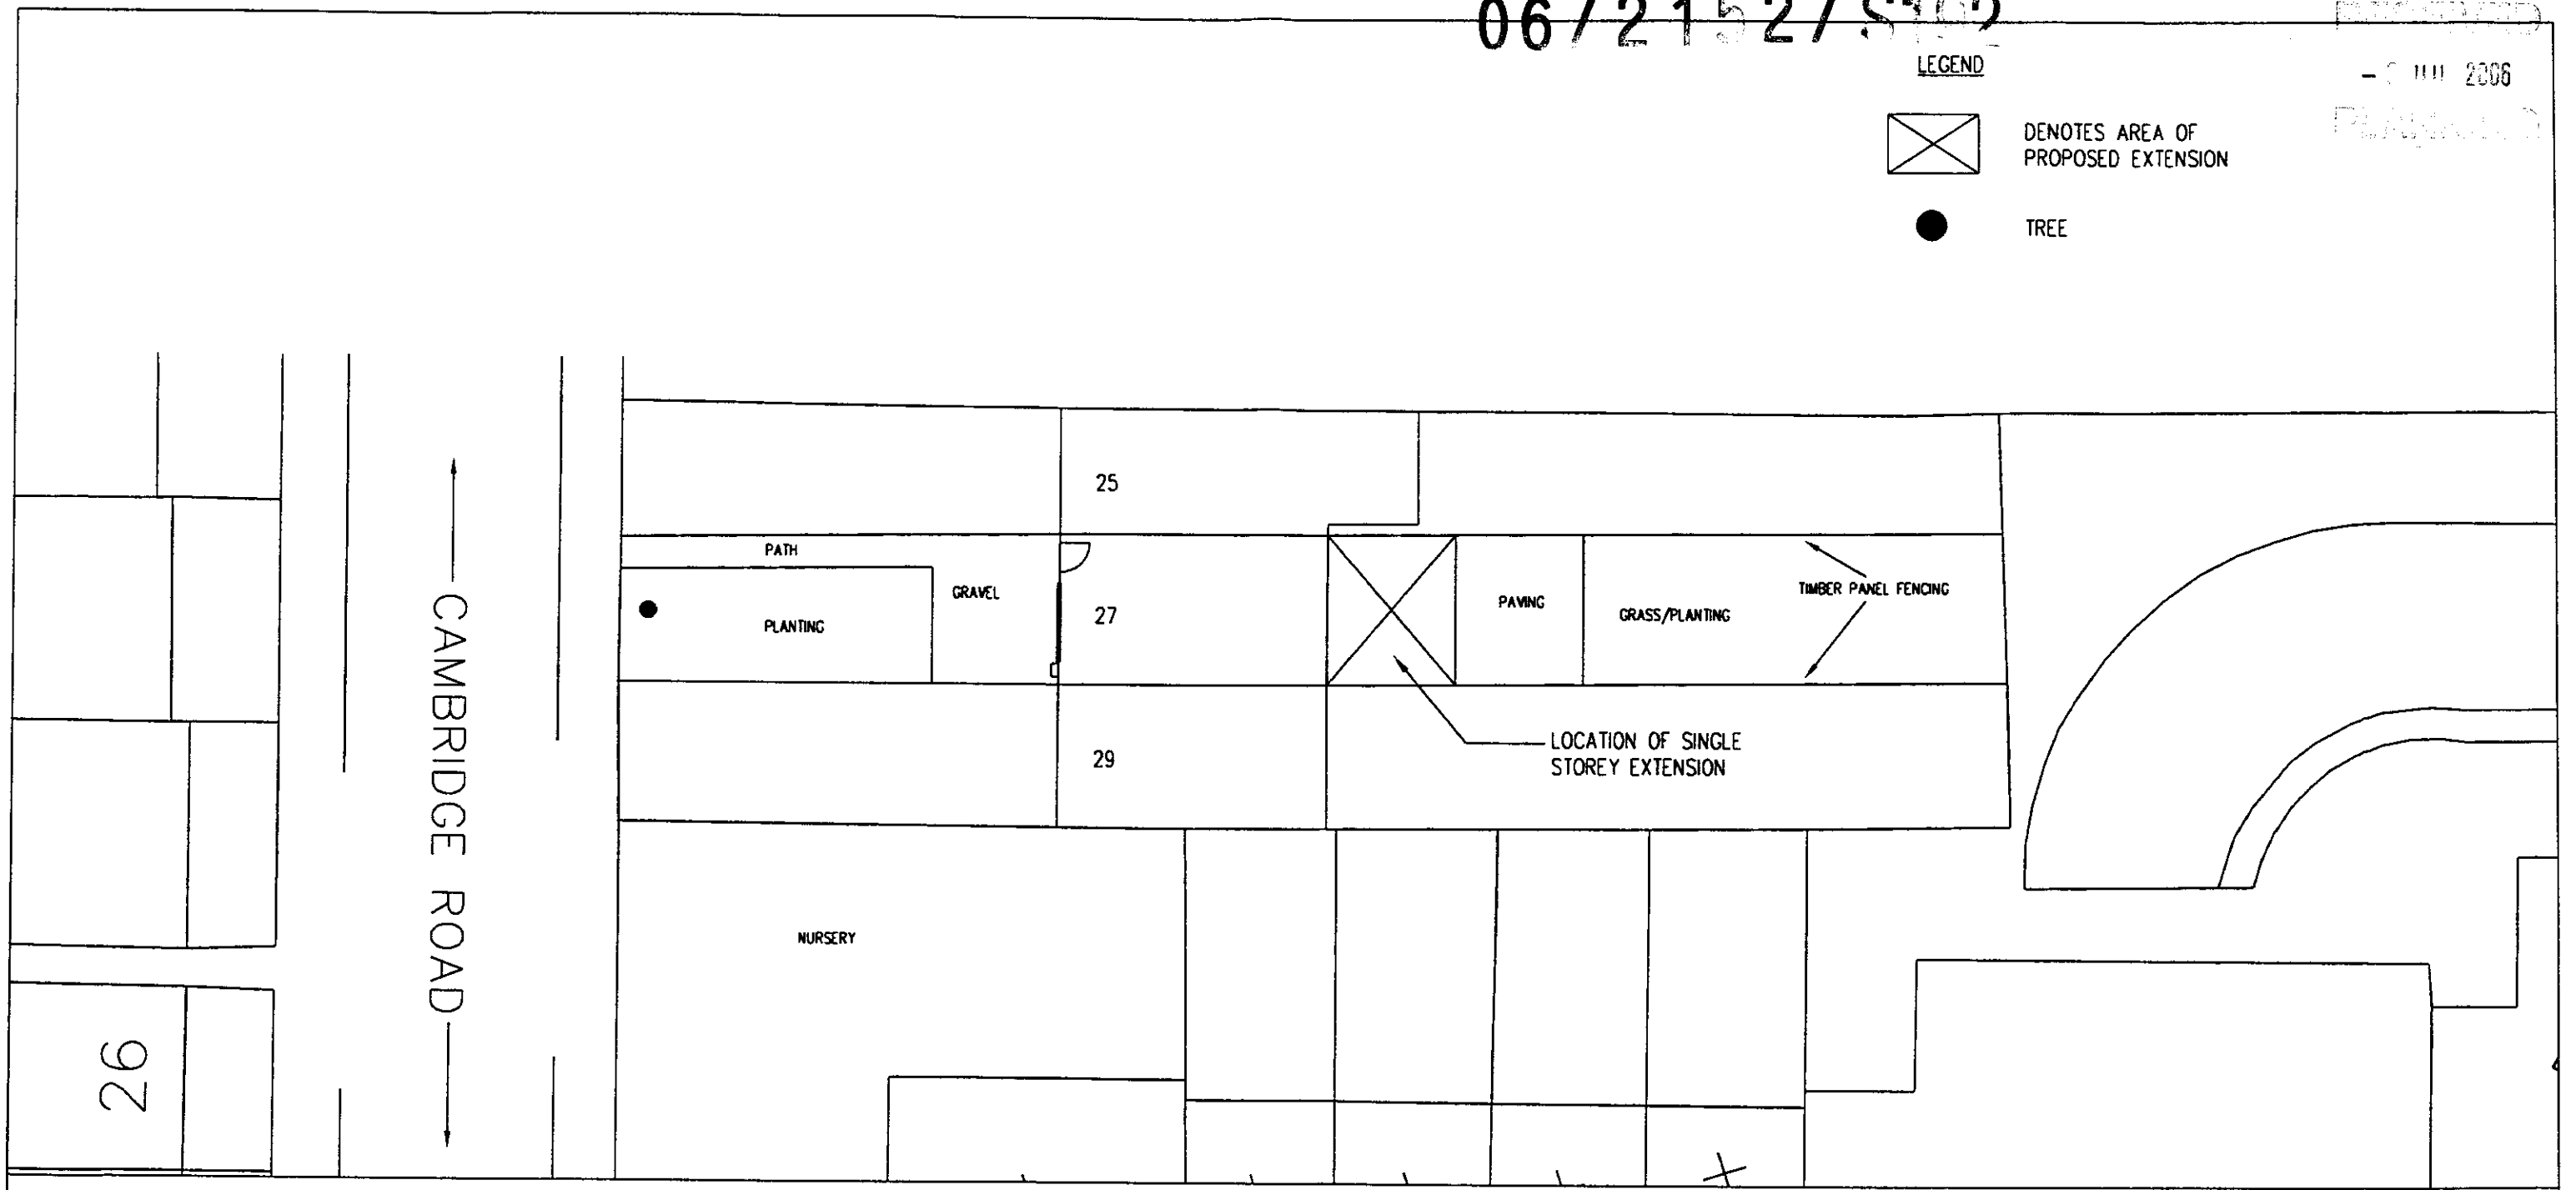 LEGEND
2006
DENOTES AREA OF
PROPOSED EXTENSION
TREE
25
PATH
GRAVEL
PLANTING
27
PAVING
GRASS/PLANTING
TIMBER PANEL FENCING
CAMBRIDGE ROAD
29
LOCATION OF SINGLE
STOREY EXTENSION
NURSERY
26